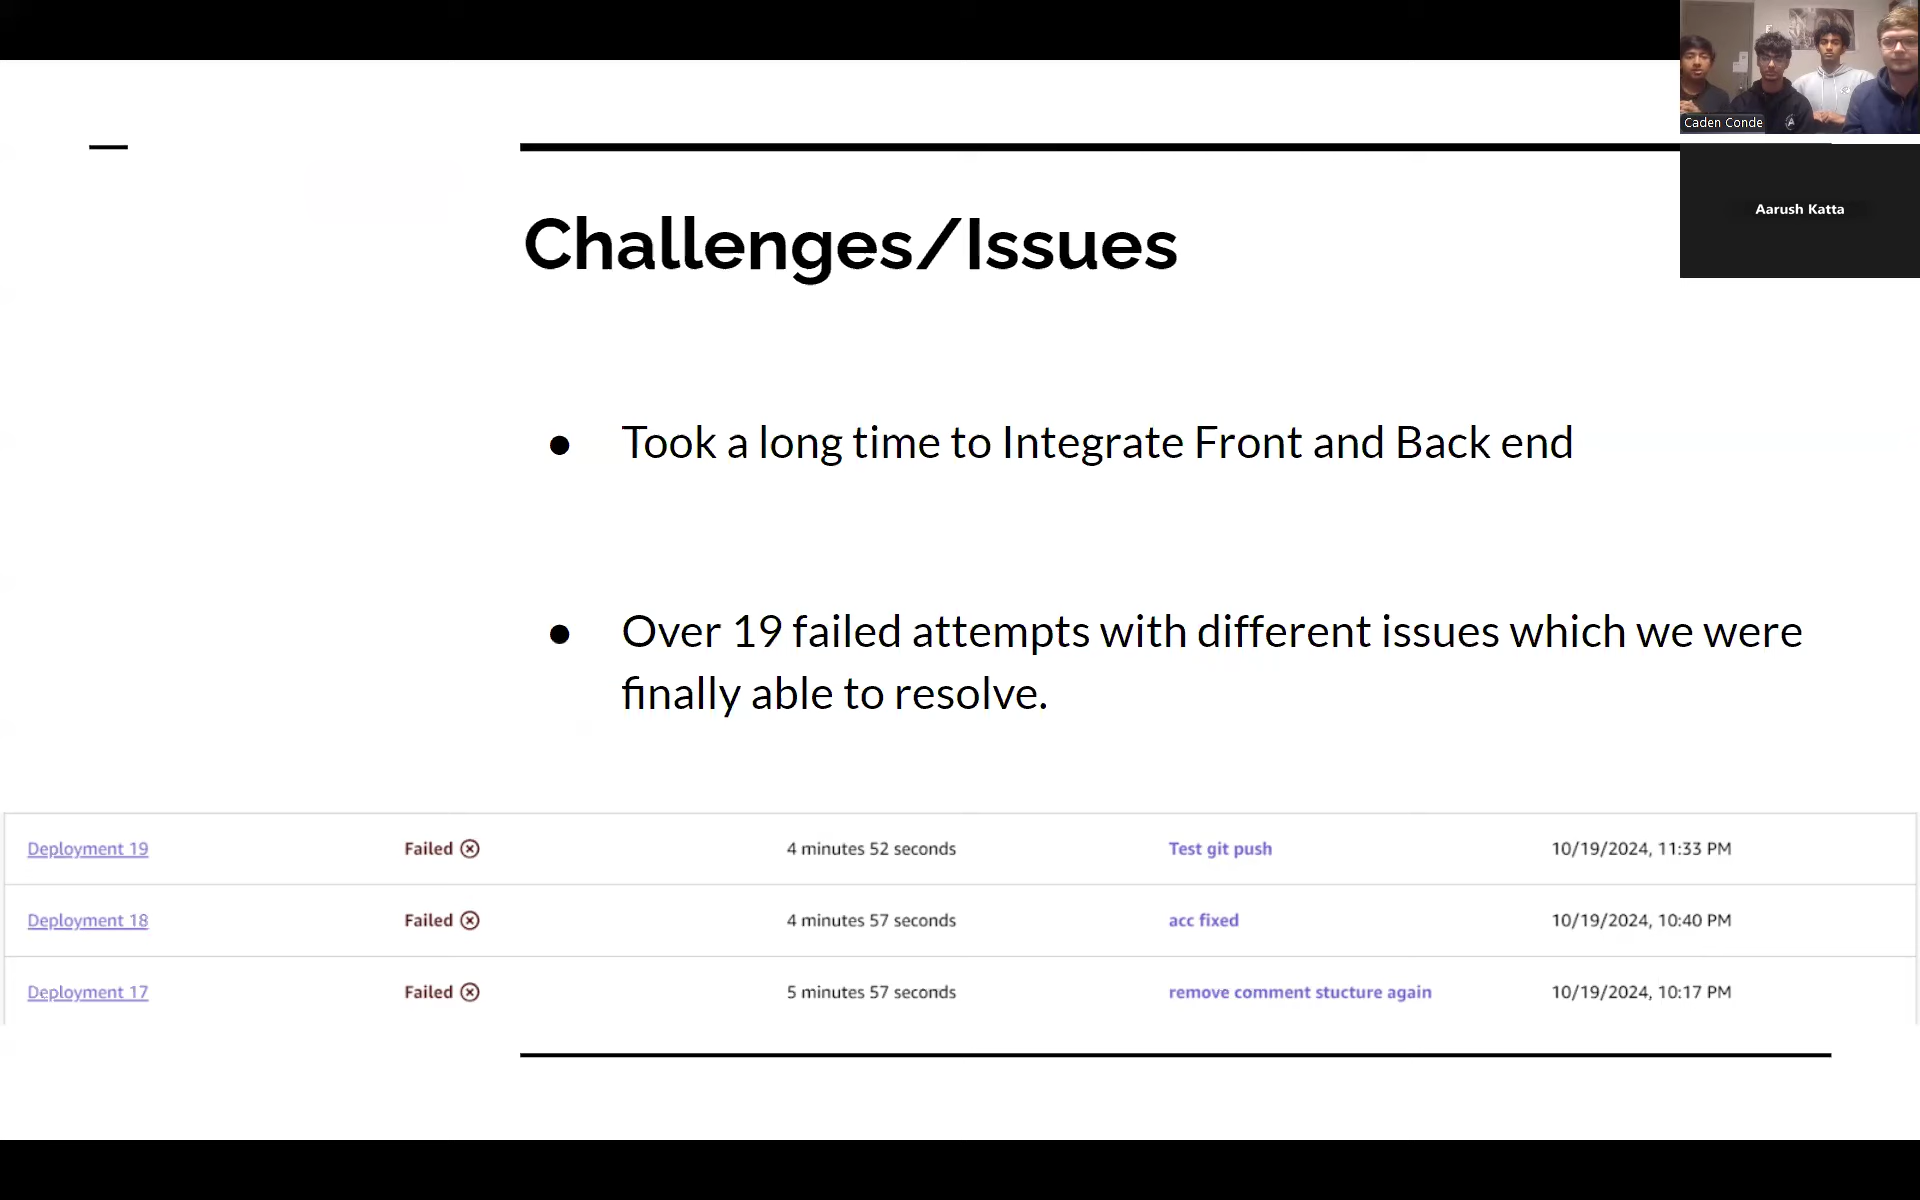 Caden Conde
Aarush Katta
Challenges/Issues
● Took a long time to Integrate Front and Back end
● Over 19 failed attempts with different issues which we were
finally able to resolve.
Deployment 19 Failed 4 minutes 52 seconds Test git push 10/19/2024, 11:33 PM
Deployment 18 Failed 4 minutes 57 seconds acc fixed 10/19/2024, 10:40 PM
Deployment 17 Failed 5 minutes 57 seconds remove comment stucture again 10/19/2024, 10:17 PM